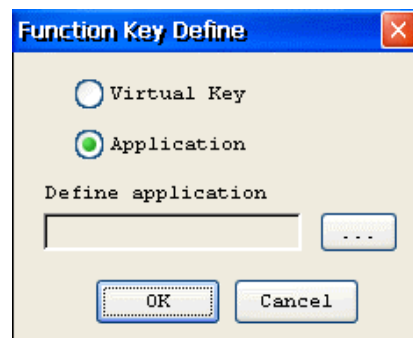 Function Key Define
Virtual Key
Application
Define application
...
OK
Cancel